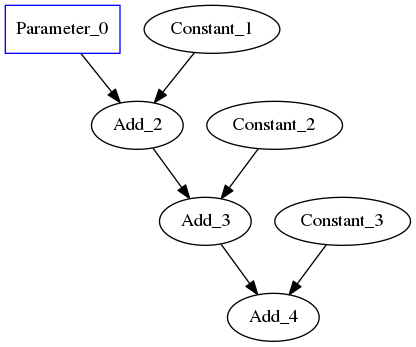 Parameter_0
Constant_1
Add_2
Constant_2
Add_3
Constant_3
Add_4